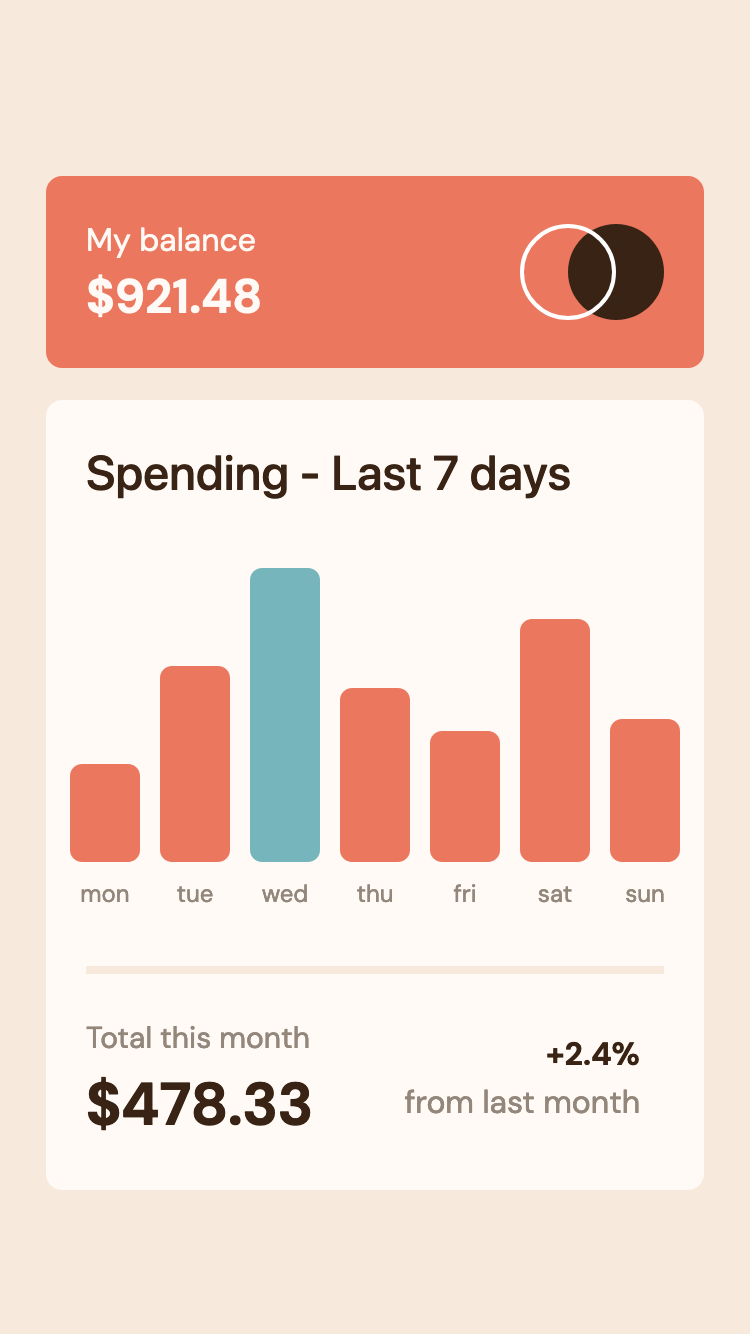 My balance
$921.48
Spending - Last 7 days
mon tue wed thu fri sat sun
Total this month
$478.33
+2.4%
from last month